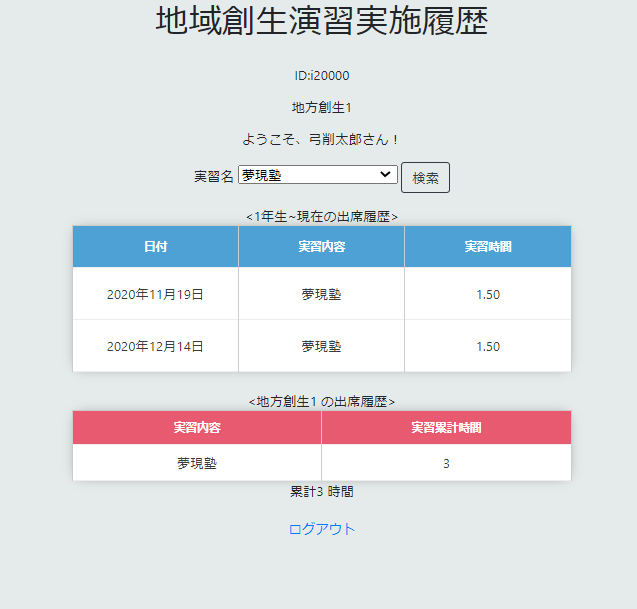 地域創生演習実施履歴
ID:i20000
地方創生1
ようこそ、弓削太郎さん！
実習名 夢現塾 検索
<1年生~現在の出席履歴>
日付 実習内容 実習時間
2020年11月19日 夢現塾 1.50
2020年12月14日 夢現塾 1.50
<地方創生1 の出席履歴>
実習内容 実習累計時間
夢現塾 3
累計3 時間
ログアウト